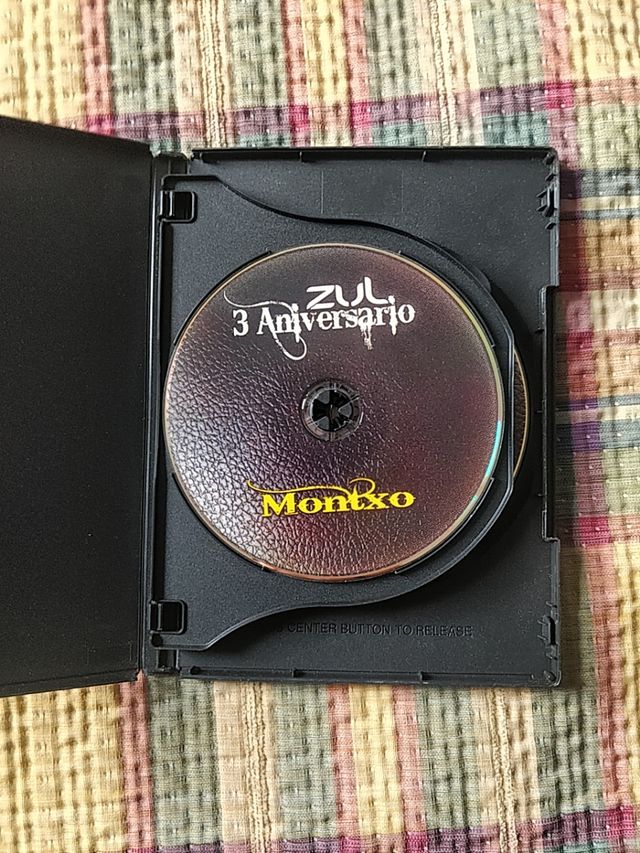 ZUL
3 Aniversario
Montxo
CENTER BUTTON TO RELEASE